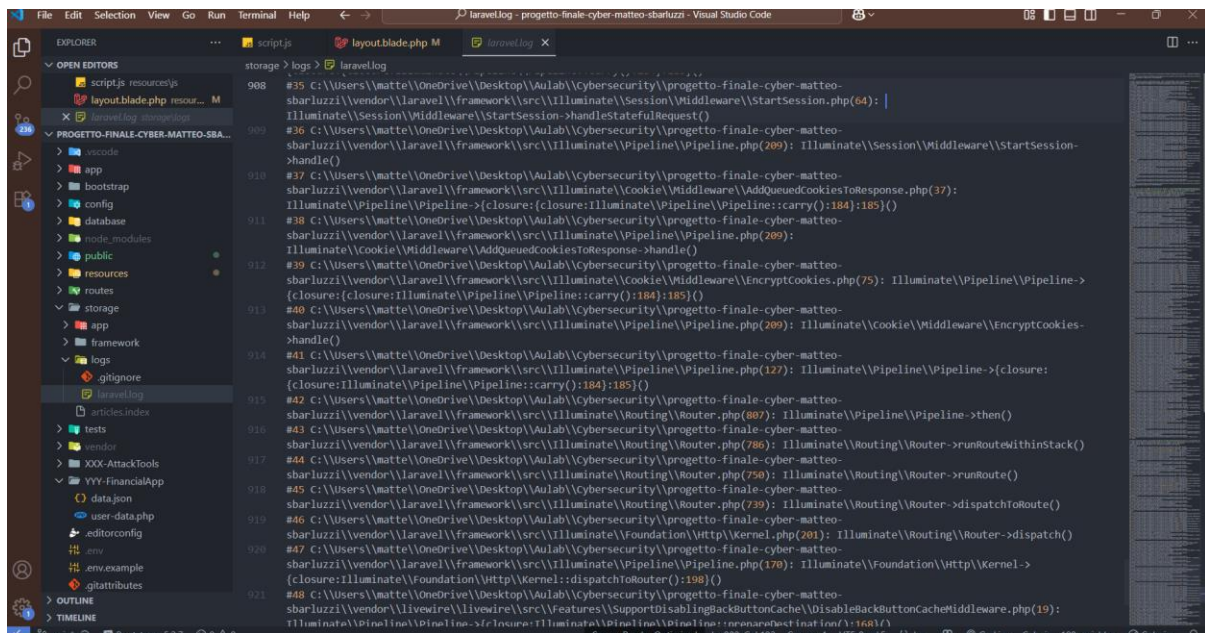 File Edit Selection View Go Run Terminal Help
laravel.log - progetto-finale-cyber-matteo-sbarluzzi - Visual Studio Code
EXPLORER
script.js
layout.blade.php M
laravel.log
OPEN EDITORS
script.js resources\js
layout.blade.php resour... M
laravel.log storage\logs
236
PROGETTO-FINALE-CYBER-MATTEO-SBA...
.vscode
app
bootstrap
config
database
node_modules
public
resources
routes
storage
app
framework
logs
.gitignore
laravel.log
articles.index
tests
vendor
XXX-AttackTools
YYY-FinancialApp
data.json
user-data.php
.editorconfig
.env
.env.example
.gitattributes
OUTLINE
TIMELINE
storage > logs > laravel.log
908 #35 C:\\Users\\matte\\OneDrive\\Desktop\\Aulab\\Cybersecurity\\progetto-finale-cyber-matteo-
sbarluzzi\\vendor\\laravel\\framework\\src\\Illuminate\\Session\\Middleware\\StartSession.php(64):
Illuminate\\Session\\Middleware\\StartSession->handleStatefulRequest()
909 #36 C:\\Users\\matte\\OneDrive\\Desktop\\Aulab\\Cybersecurity\\progetto-finale-cyber-matteo-
sbarluzzi\\vendor\\laravel\\framework\\src\\Illuminate\\Pipeline\\Pipeline.php(209): Illuminate\\Session\\Middleware\\StartSession-
>handle()
910 #37 C:\\Users\\matte\\OneDrive\\Desktop\\Aulab\\Cybersecurity\\progetto-finale-cyber-matteo-
sbarluzzi\\vendor\\laravel\\framework\\src\\Illuminate\\Cookie\\Middleware\\AddQueuedCookiesToResponse.php(37):
Illuminate\\Pipeline\\Pipeline->{closure:{closure:Illuminate\\Pipeline\\Pipeline::carry():184}:185}()
911 #38 C:\\Users\\matte\\OneDrive\\Desktop\\Aulab\\Cybersecurity\\progetto-finale-cyber-matteo-
sbarluzzi\\vendor\\laravel\\framework\\src\\Illuminate\\Pipeline\\Pipeline.php(209):
Illuminate\\Cookie\\Middleware\\AddQueuedCookiesToResponse->handle()
912 #39 C:\\Users\\matte\\OneDrive\\Desktop\\Aulab\\Cybersecurity\\progetto-finale-cyber-matteo-
sbarluzzi\\vendor\\laravel\\framework\\src\\Illuminate\\Cookie\\Middleware\\EncryptCookies.php(75): Illuminate\\Pipeline\\Pipeline->
{closure:{closure:Illuminate\\Pipeline\\Pipeline::carry():184}:185}()
913 #40 C:\\Users\\matte\\OneDrive\\Desktop\\Aulab\\Cybersecurity\\progetto-finale-cyber-matteo-
sbarluzzi\\vendor\\laravel\\framework\\src\\Illuminate\\Pipeline\\Pipeline.php(209): Illuminate\\Cookie\\Middleware\\EncryptCookies-
>handle()
914 #41 C:\\Users\\matte\\OneDrive\\Desktop\\Aulab\\Cybersecurity\\progetto-finale-cyber-matteo-
sbarluzzi\\vendor\\laravel\\framework\\src\\Illuminate\\Pipeline\\Pipeline.php(127): Illuminate\\Pipeline\\Pipeline->{closure:
{closure:Illuminate\\Pipeline\\Pipeline::carry():184}:185}()
915 #42 C:\\Users\\matte\\OneDrive\\Desktop\\Aulab\\Cybersecurity\\progetto-finale-cyber-matteo-
sbarluzzi\\vendor\\laravel\\framework\\src\\Illuminate\\Routing\\Router.php(807): Illuminate\\Pipeline\\Pipeline->then()
916 #43 C:\\Users\\matte\\OneDrive\\Desktop\\Aulab\\Cybersecurity\\progetto-finale-cyber-matteo-
sbarluzzi\\vendor\\laravel\\framework\\src\\Illuminate\\Routing\\Router.php(786): Illuminate\\Routing\\Router->runRouteWithinStack()
917 #44 C:\\Users\\matte\\OneDrive\\Desktop\\Aulab\\Cybersecurity\\progetto-finale-cyber-matteo-
sbarluzzi\\vendor\\laravel\\framework\\src\\Illuminate\\Routing\\Router.php(750): Illuminate\\Routing\\Router->runRoute()
918 #45 C:\\Users\\matte\\OneDrive\\Desktop\\Aulab\\Cybersecurity\\progetto-finale-cyber-matteo-
sbarluzzi\\vendor\\laravel\\framework\\src\\Illuminate\\Routing\\Router.php(739): Illuminate\\Routing\\Router->dispatchToRoute()
919 #46 C:\\Users\\matte\\OneDrive\\Desktop\\Aulab\\Cybersecurity\\progetto-finale-cyber-matteo-
sbarluzzi\\vendor\\laravel\\framework\\src\\Illuminate\\Foundation\\Http\\Kernel.php(201): Illuminate\\Routing\\Router->dispatch()
920 #47 C:\\Users\\matte\\OneDrive\\Desktop\\Aulab\\Cybersecurity\\progetto-finale-cyber-matteo-
sbarluzzi\\vendor\\laravel\\framework\\src\\Illuminate\\Pipeline\\Pipeline.php(170): Illuminate\\Foundation\\Http\\Kernel->
{closure:Illuminate\\Foundation\\Http\\Kernel::dispatchToRouter():198}()
921 #48 C:\\Users\\matte\\OneDrive\\Desktop\\Aulab\\Cybersecurity\\progetto-finale-cyber-matteo-
sbarluzzi\\vendor\\livewire\\livewire\\src\\Features\\SupportDisablingBackButtonCache\\DisableBackButtonCacheMiddleware.php(19):
Illuminate\\Pipeline\\Pipeline->{closure:Illuminate\\Pipeline\\Pipeline::prepareDestination():168}()